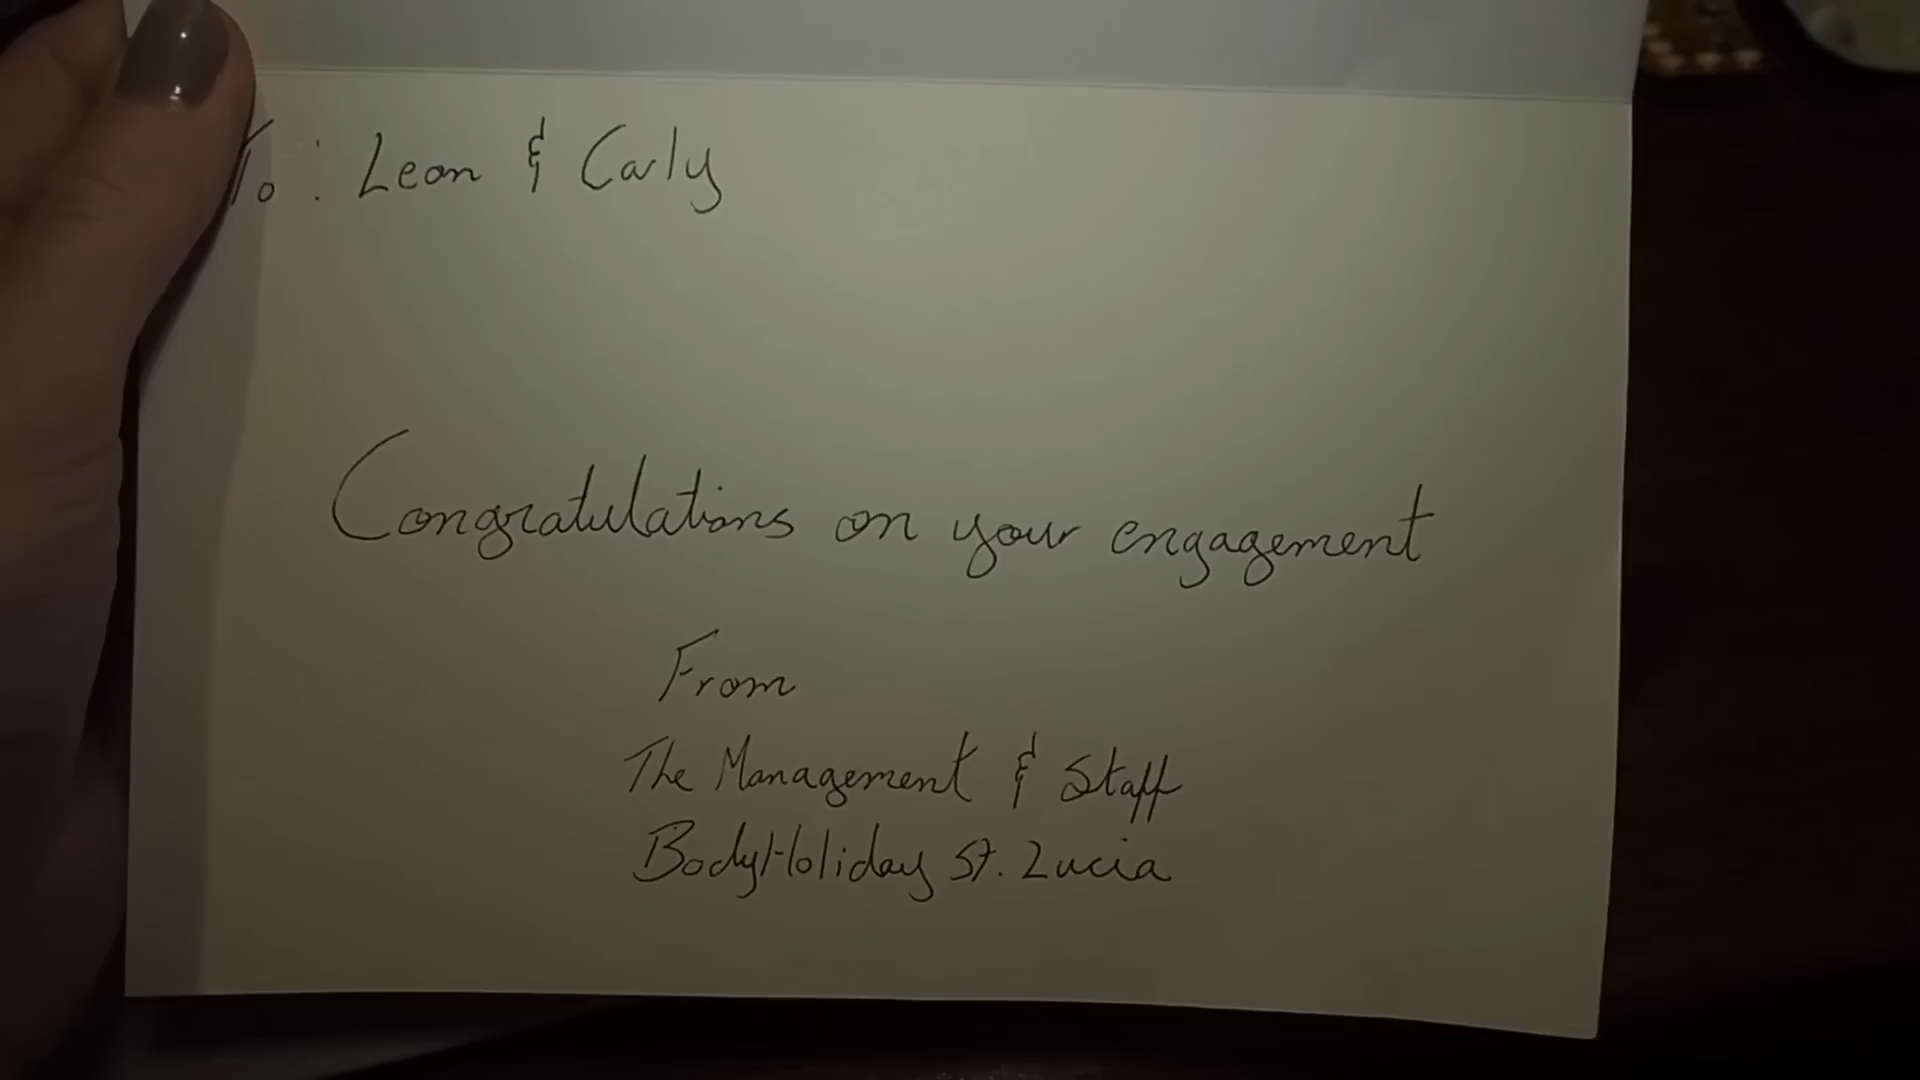 To: Leon & Carly
Congratulations on your engagement
From
The Management & Staff
BodyHoliday St. Lucia